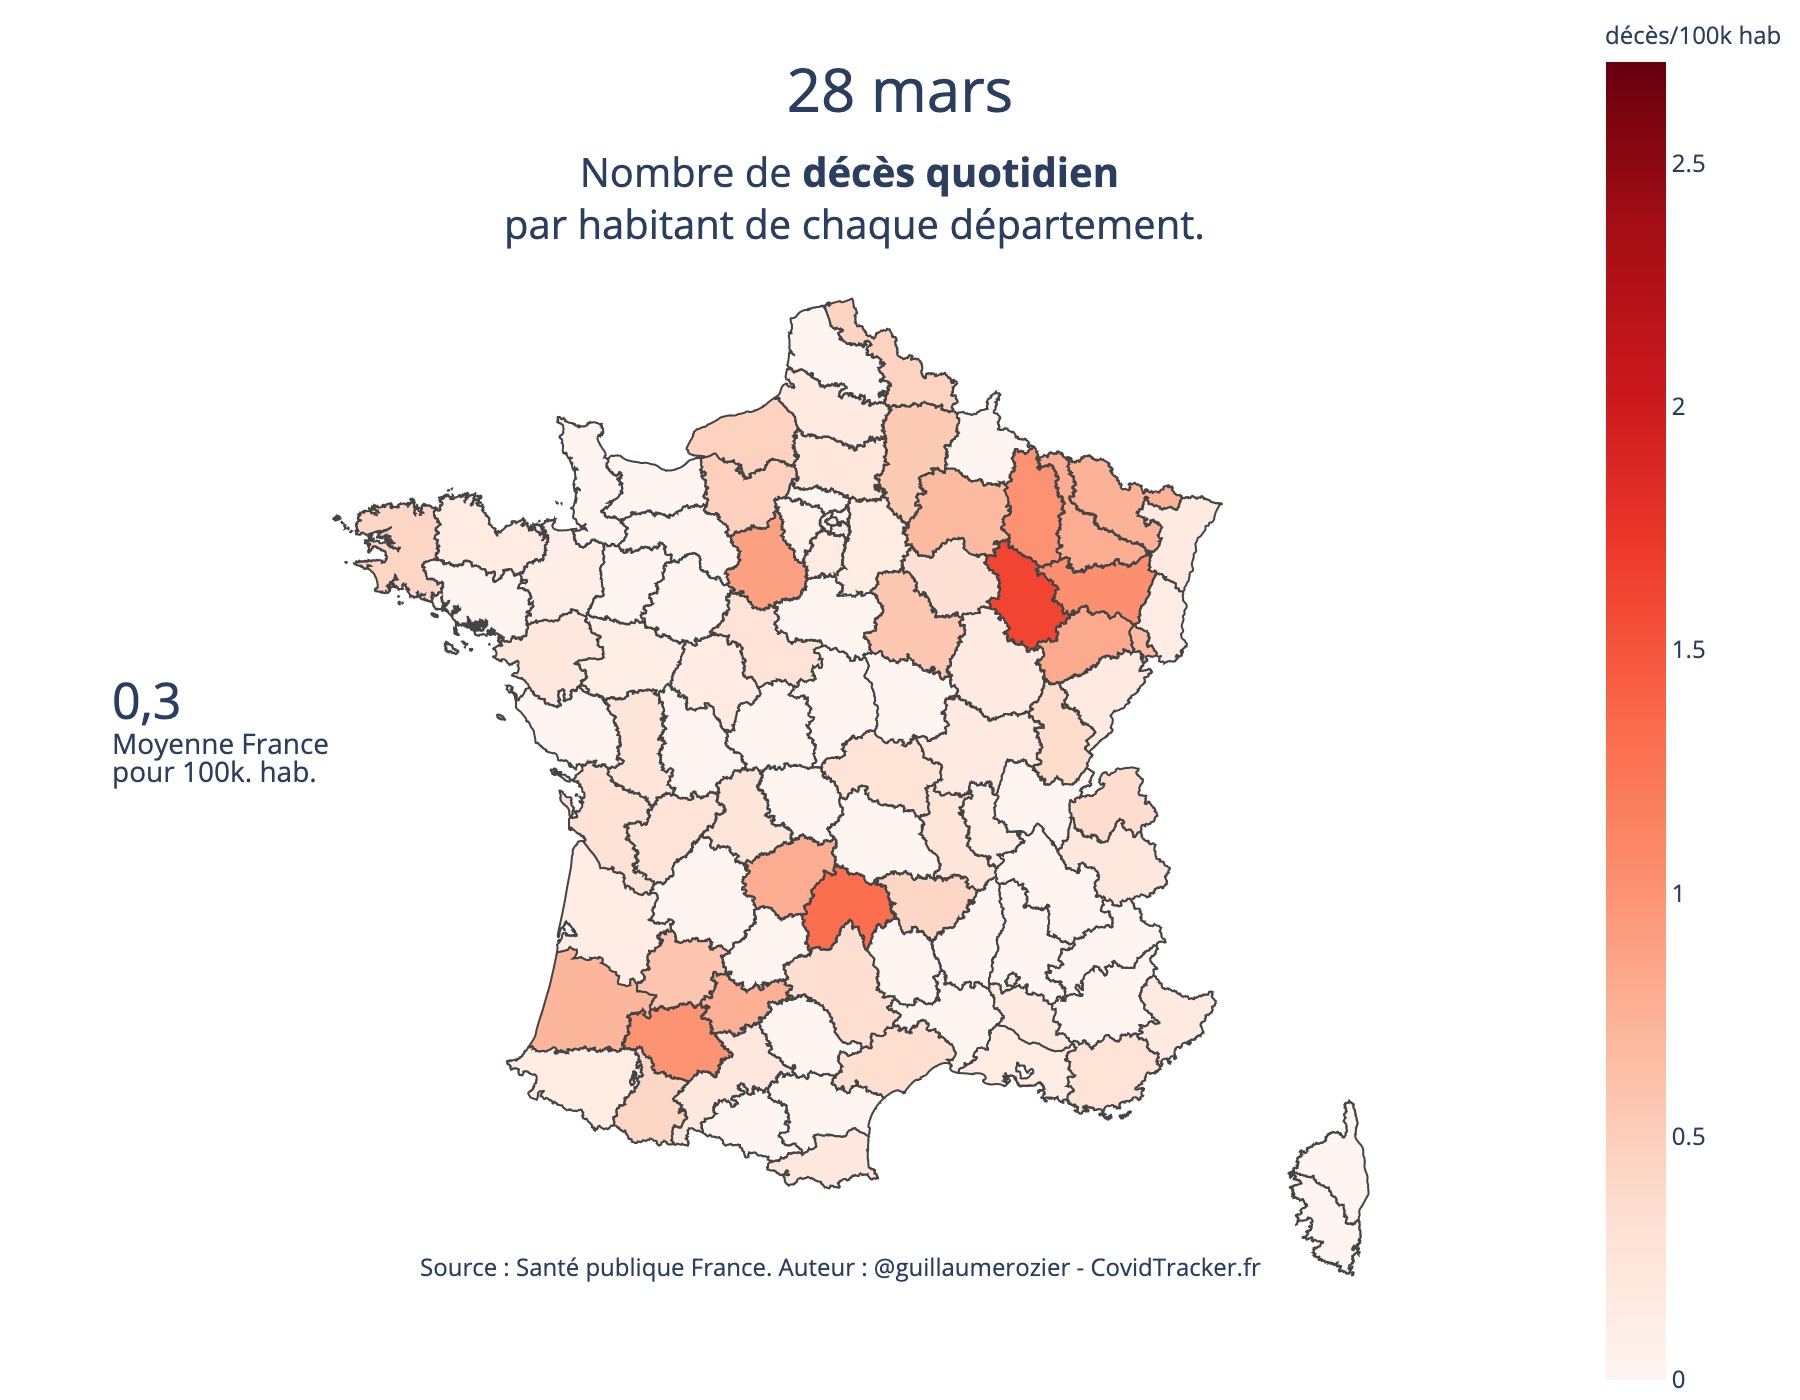 décès/100k hab
28 mars
Nombre de décès quotidien
par habitant de chaque département.
2.5
2
1.5
1
0.5
0
0,3
Moyenne France
pour 100k. hab.
Source : Santé publique France. Auteur : @guillaumerozier - CovidTracker.fr